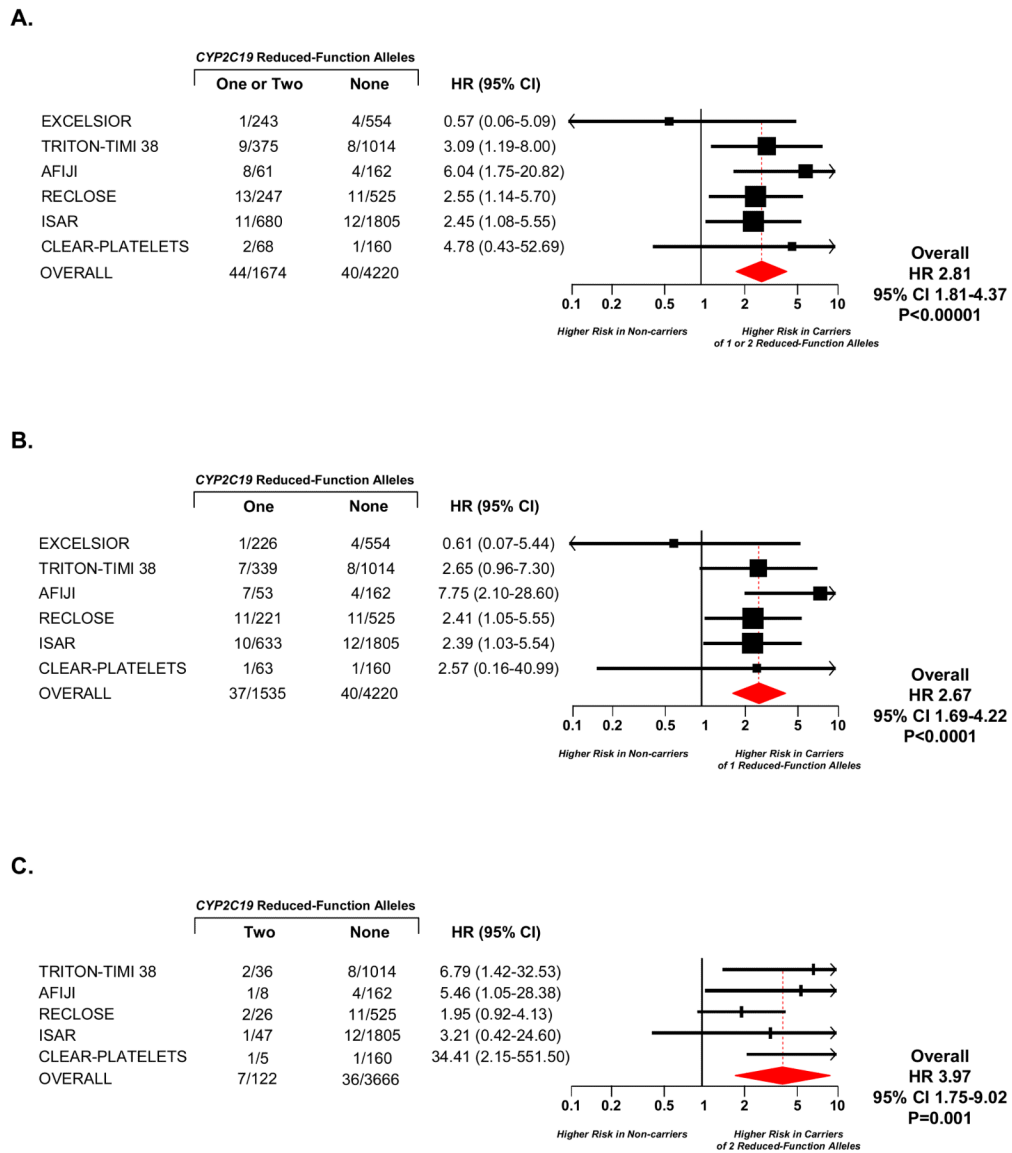 A.
CYP2C19 Reduced-Function Alleles
One or Two None HR (95% CI)
EXCELSIOR 1/243 4/554 0.57 (0.06-5.09)
TRITON-TIMI 38 9/375 8/1014 3.09 (1.19-8.00)
AFIJI 8/61 4/162 6.04 (1.75-20.82)
RECLOSE 13/247 11/525 2.55 (1.14-5.70)
ISAR 11/680 12/1805 2.45 (1.08-5.55)
CLEAR-PLATELETS 2/68 1/160 4.78 (0.43-52.69)
OVERALL 44/1674 40/4220
Overall
HR 2.81
95% CI 1.81-4.37
P<0.00001
0.1 0.2 0.5 1 2 5 10
Higher Risk in Non-carriers Higher Risk in Carriers
of 1 or 2 Reduced-Function Alleles
B.
CYP2C19 Reduced-Function Alleles
One None HR (95% CI)
EXCELSIOR 1/226 4/554 0.61 (0.07-5.44)
TRITON-TIMI 38 7/339 8/1014 2.65 (0.96-7.30)
AFIJI 7/53 4/162 7.75 (2.10-28.60)
RECLOSE 11/221 11/525 2.41 (1.05-5.55)
ISAR 10/633 12/1805 2.39 (1.03-5.54)
CLEAR-PLATELETS 1/63 1/160 2.57 (0.16-40.99)
OVERALL 37/1535 40/4220
Overall
HR 2.67
95% CI 1.69-4.22
P<0.0001
0.1 0.2 0.5 1 2 5 10
Higher Risk in Non-carriers Higher Risk in Carriers
of 1 Reduced-Function Alleles
C.
CYP2C19 Reduced-Function Alleles
Two None HR (95% CI)
TRITON-TIMI 38 2/36 8/1014 6.79 (1.42-32.53)
AFIJI 1/8 4/162 5.46 (1.05-28.38)
RECLOSE 2/26 11/525 1.95 (0.92-4.13)
ISAR 1/47 12/1805 3.21 (0.42-24.60)
CLEAR-PLATELETS 1/5 1/160 34.41 (2.15-551.50)
OVERALL 7/122 36/3666
Overall
HR 3.97
95% CI 1.75-9.02
P=0.001
0.1 0.2 0.5 1 2 5 10
Higher Risk in Non-carriers Higher Risk in Carriers
of 2 Reduced-Function Alleles